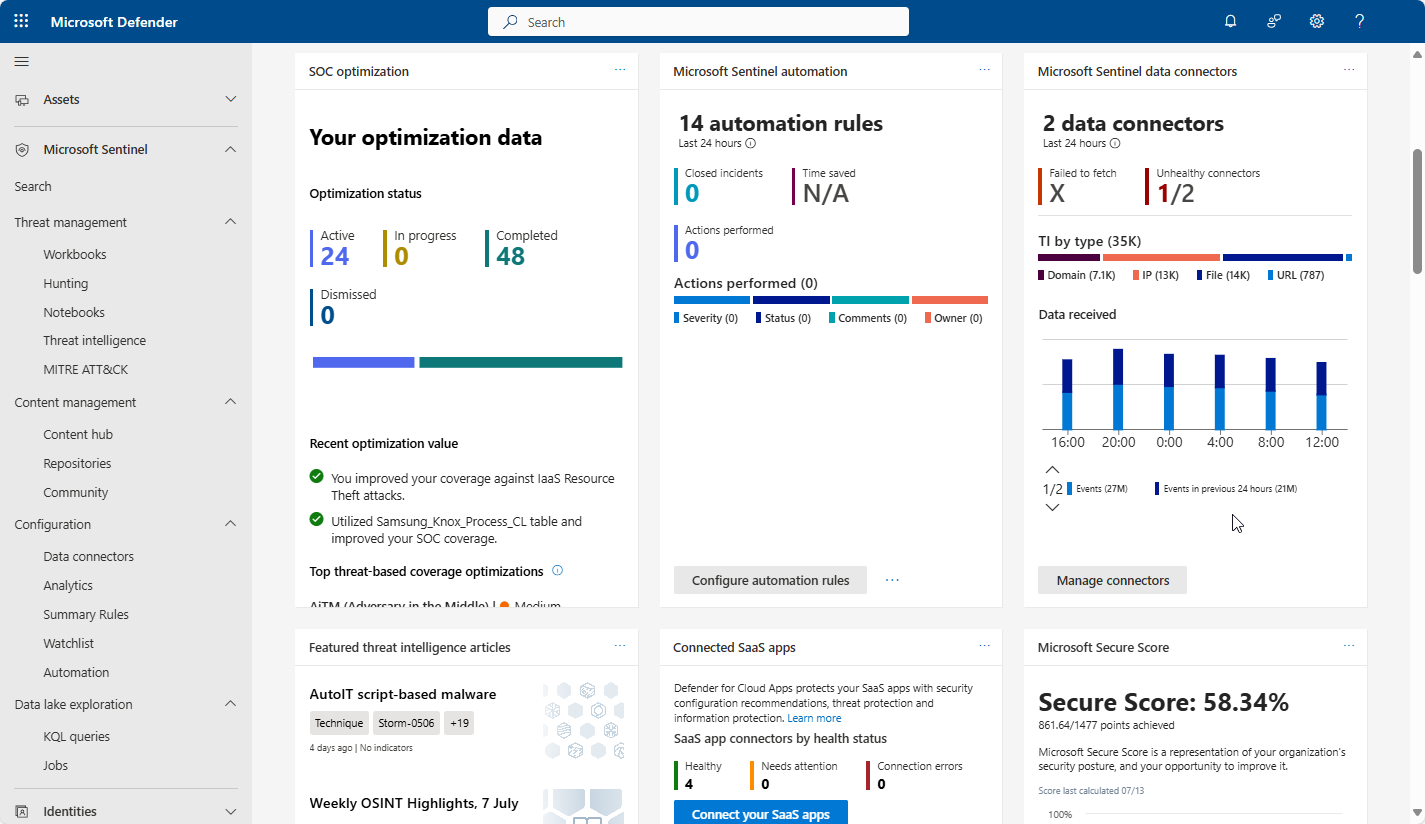 Microsoft Defender
Search
Assets
Microsoft Sentinel
Search
Threat management
Workbooks
Hunting
Notebooks
Threat intelligence
MITRE ATT&CK
Content management
Content hub
Repositories
Community
Configuration
Data connectors
Analytics
Summary Rules
Watchlist
Automation
Data lake exploration
KQL queries
Jobs
Identities
SOC optimization
Your optimization data
Optimization status
Active
24
In progress
0
Completed
48
Dismissed
0
Recent optimization value
You improved your coverage against IaaS Resource
Theft attacks.
Utilized Samsung_Knox_Process_CL table and
improved your SOC coverage.
Top threat-based coverage optimizations
AiTM (Adversary in the Middle) | Medium
Microsoft Sentinel automation
14 automation rules
Last 24 hours
Closed incidents
0
Time saved
N/A
Actions performed
0
Actions performed (0)
Severity (0) Status (0) Comments (0) Owner (0)
Configure automation rules
Microsoft Sentinel data connectors
2 data connectors
Last 24 hours
Failed to fetch
X
Unhealthy connectors
1/2
TI by type (35K)
Domain (7.1K) IP (13K) File (14K) URL (787)
Data received
16:00 20:00 0:00 4:00 8:00 12:00
1/2 Events (27M) Events in previous 24 hours (21M)
Manage connectors
Featured threat intelligence articles
AutoIT script-based malware
Technique Storm-0506 +19
4 days ago | No indicators
Weekly OSINT Highlights, 7 July
Connected SaaS apps
Defender for Cloud Apps protects your SaaS apps with security
configuration recommendations, threat protection and
information protection. Learn more
SaaS app connectors by health status
Healthy
4
Needs attention
0
Connection errors
0
Connect your SaaS apps
Microsoft Secure Score
Secure Score: 58.34%
861.64/1477 points achieved
Microsoft Secure Score is a representation of your organization's
security posture, and your opportunity to improve it.
Score last calculated 07/13
100%